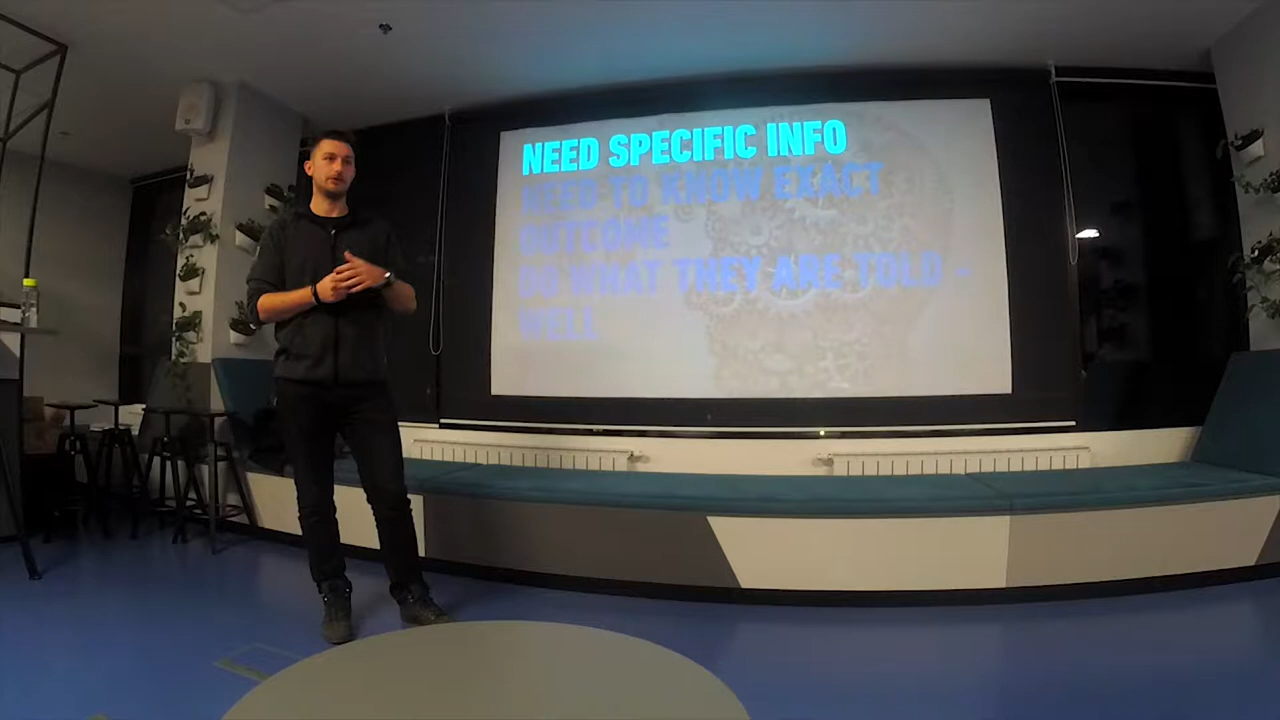 NEED SPECIFIC INFO
NEED TO KNOW EXACT
OUTCOME
DO WHAT THEY ARE TOLD -
WELL